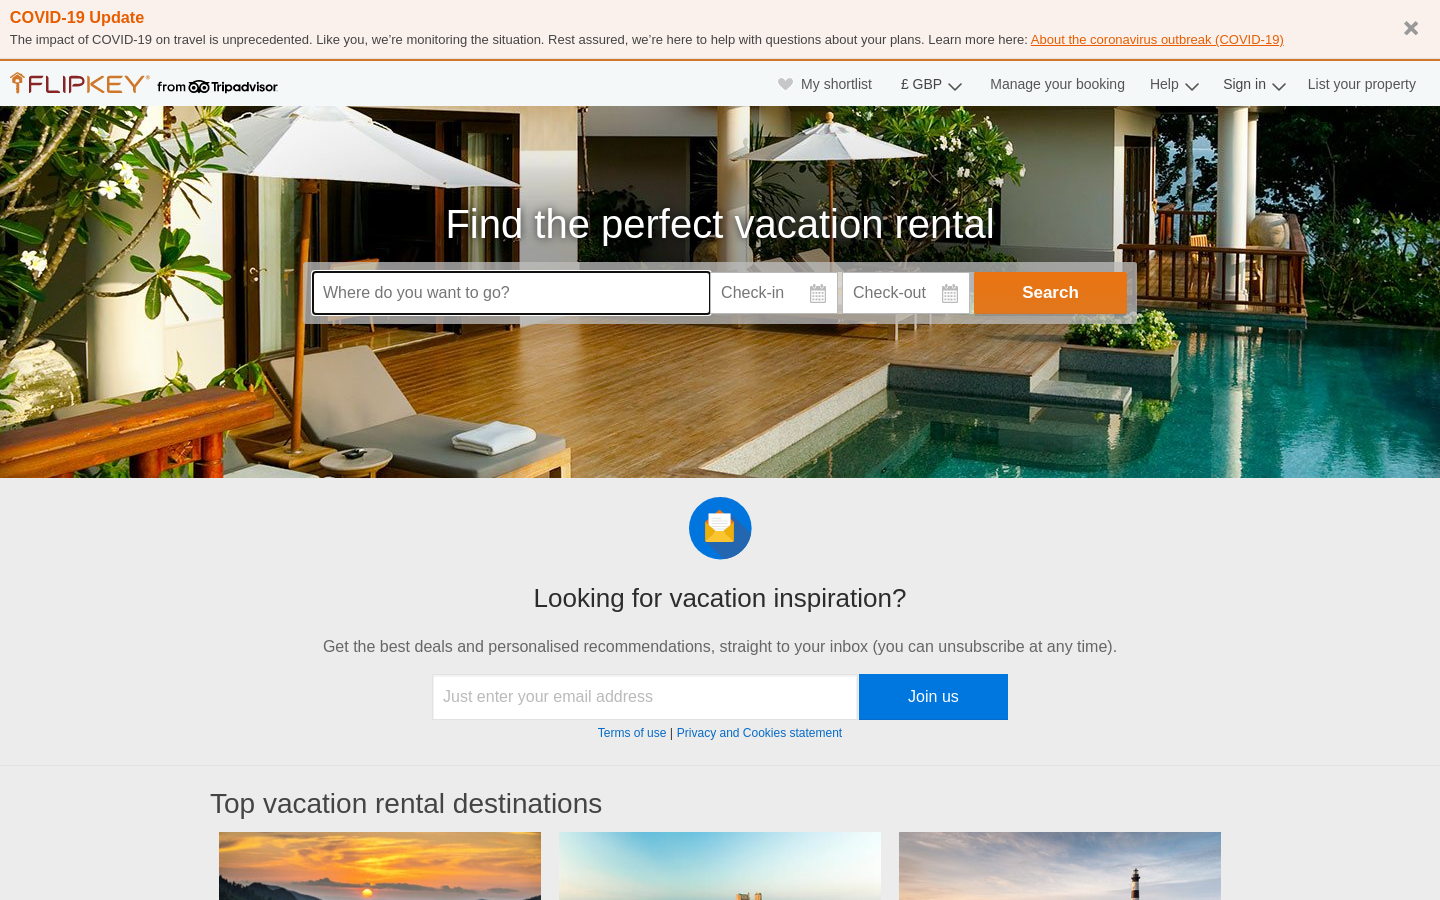 COVID-19 Update
The impact of COVID-19 on travel is unprecedented. Like you, we’re monitoring the situation. Rest assured, we’re here to help with questions about your plans. Learn more here: About the coronavirus outbreak (COVID-19)
FLIPKEY® from Tripadvisor
My shortlist
£ GBP
Manage your booking
Help
Sign in
List your property
Find the perfect vacation rental
Where do you want to go?
Check-in
Check-out
Search
Looking for vacation inspiration?
Get the best deals and personalised recommendations, straight to your inbox (you can unsubscribe at any time).
Just enter your email address
Join us
Terms of use | Privacy and Cookies statement
Top vacation rental destinations